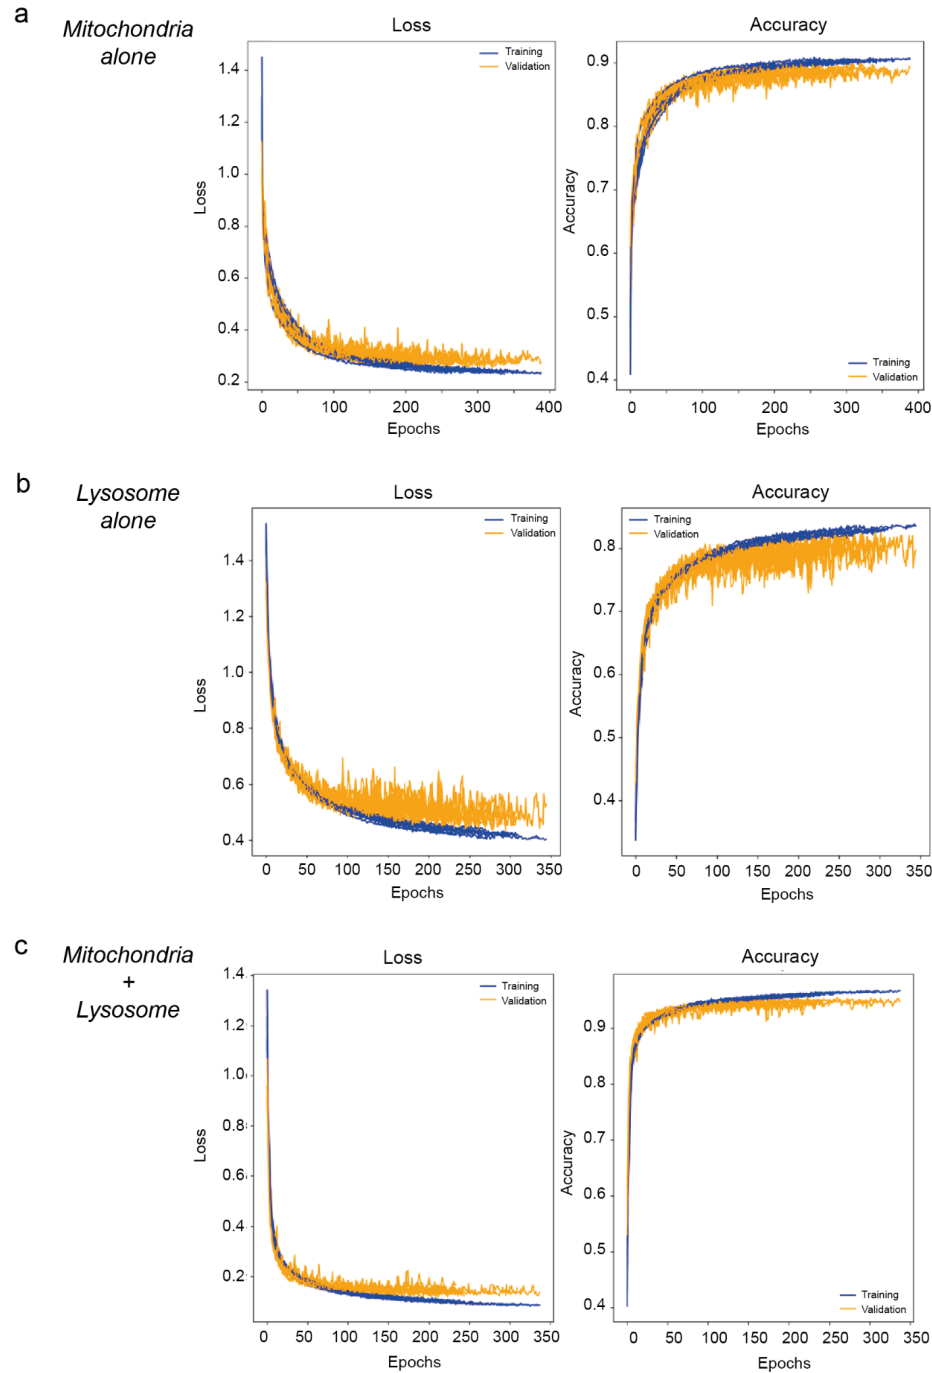 a
Mitochondria
alone
Loss
Training
Validation
1.4
1.2
1.0
0.8
0.6
0.4
0.2
Loss
0 100 200 300 400
Epochs
Accuracy
0.9
0.8
0.7
0.6
0.5
0.4
Accuracy
Training
Validation
0 100 200 300 400
Epochs
b
Lysosome
alone
Loss
Training
Validation
1.4
1.2
1.0
0.8
0.6
0.4
Loss
0 50 100 150 200 250 300 350
Epochs
Accuracy
Training
Validation
0.8
0.7
0.6
0.5
0.4
Accuracy
0 50 100 150 200 250 300 350
Epochs
c
Mitochondria
+
Lysosome
Loss
Training
Validation
1.4
1.2
1.0
0.8
0.6
0.4
0.2
Loss
0 50 100 150 200 250 300 350
Epochs
Accuracy
0.9
0.8
0.7
0.6
0.5
0.4
Accuracy
Training
Validation
0 50 100 150 200 250 300 350
Epochs